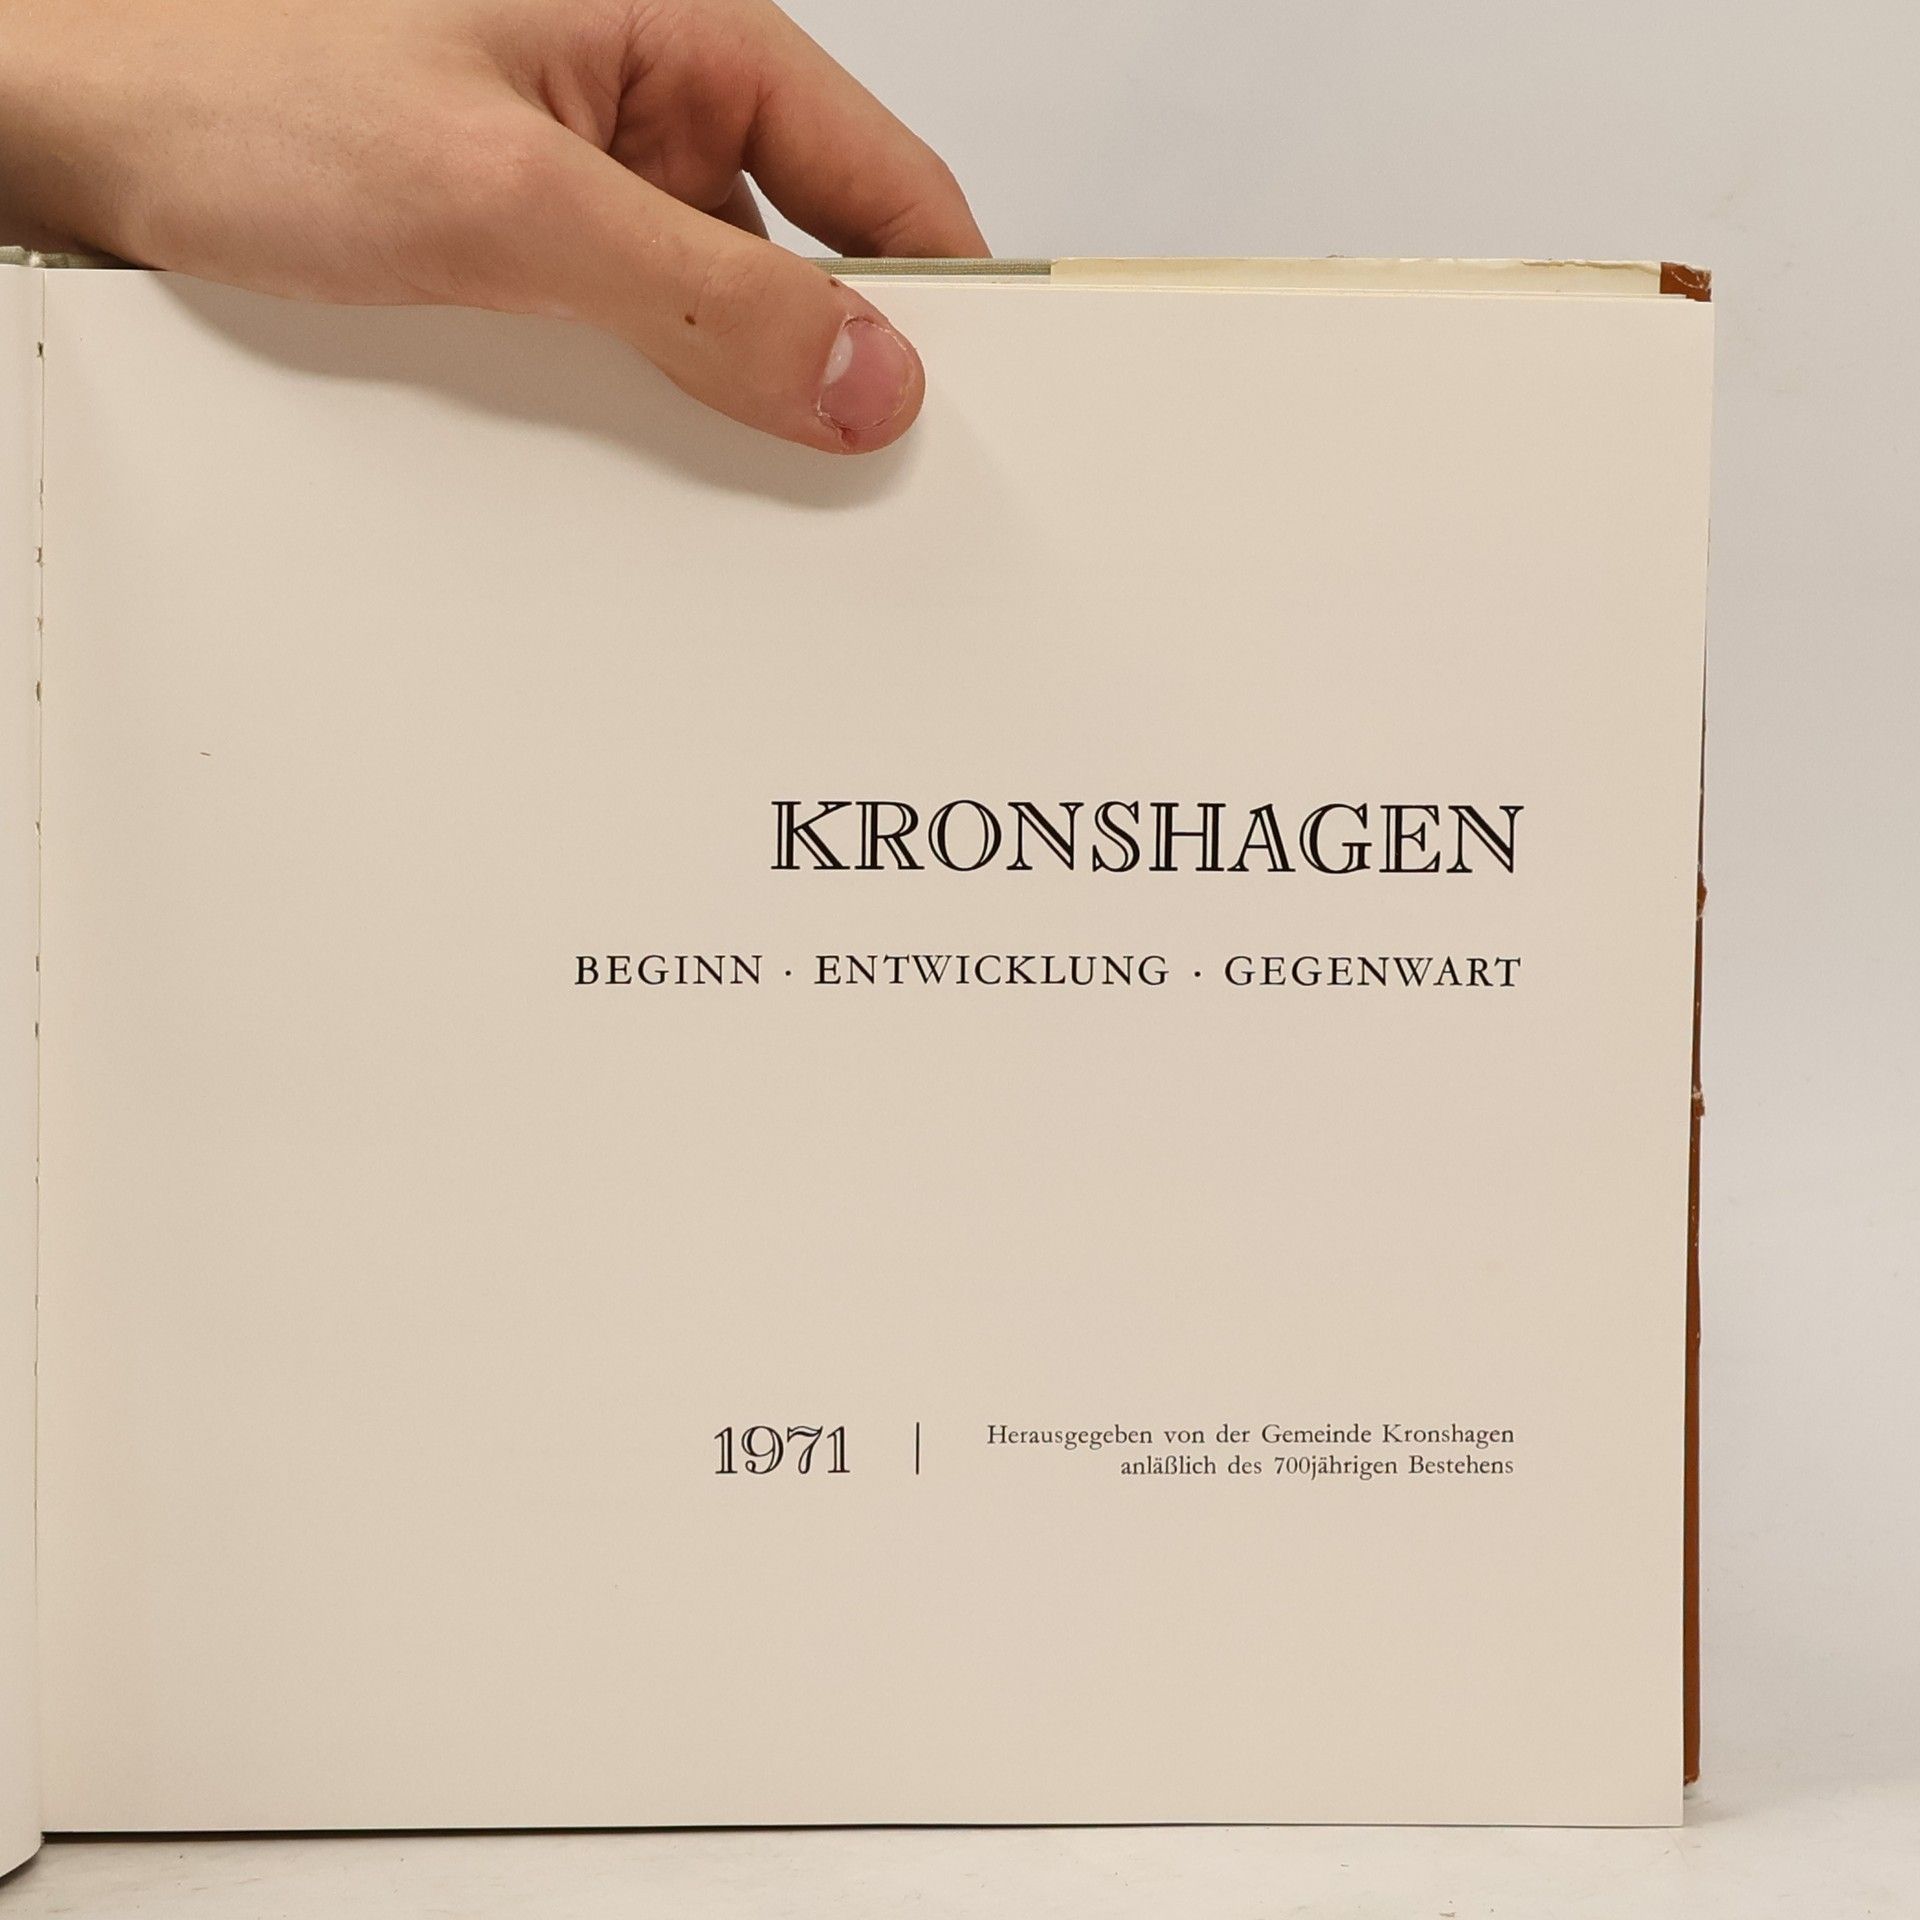 KRONSHAGEN
BEGINN · ENTWICKLUNG · GEGENWART
1971 | Herausgegeben von der Gemeinde Kronshagen
anläßlich des 700jährigen Bestehens